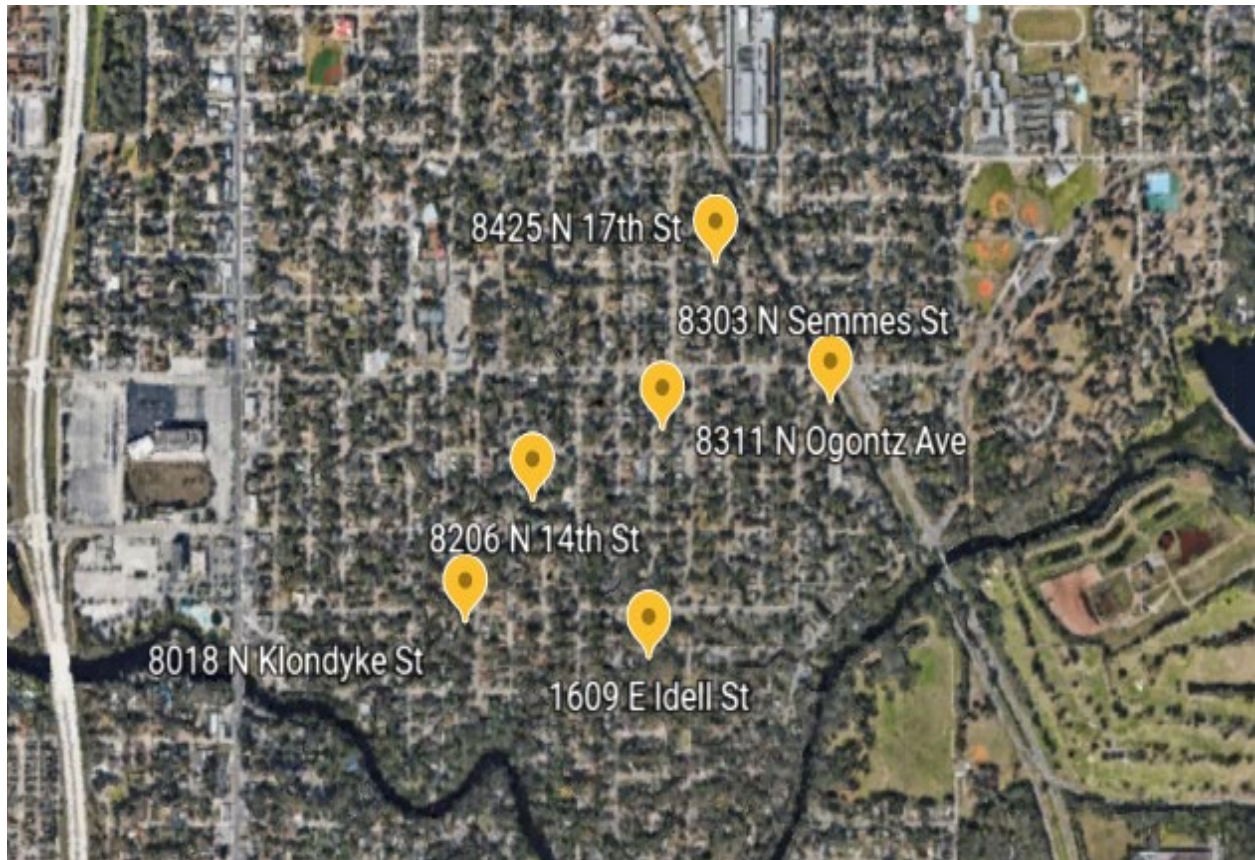 8425 N 17th St
8303 N Semmes St
8311 N Ogontz Ave
8206 N 14th St
8018 N Klondyke St
1609 E Idell St